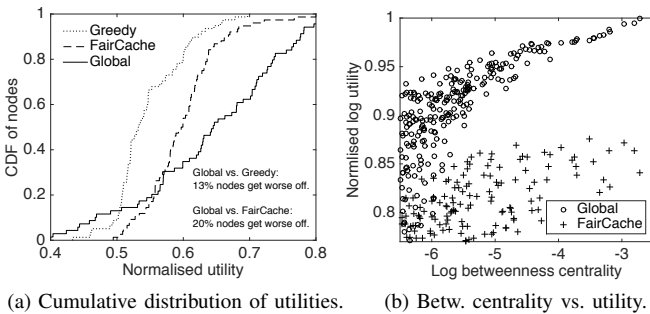 1
0.8
0.6
0.4
0.2
0
CDF of nodes
Greedy
FairCache
Global
Global vs. Greedy:
13% nodes get worse off.
Global vs. FairCache:
20% nodes get worse off.
0.4 0.5 0.6 0.7 0.8
Normalised utility
(a) Cumulative distribution of utilities.
1
0.95
0.9
0.85
0.8
Normlised log utility
Global
FairCache
-6 -5 -4 -3 -2
Log betweenness centrality
(b) Betw. centrality vs. utility.